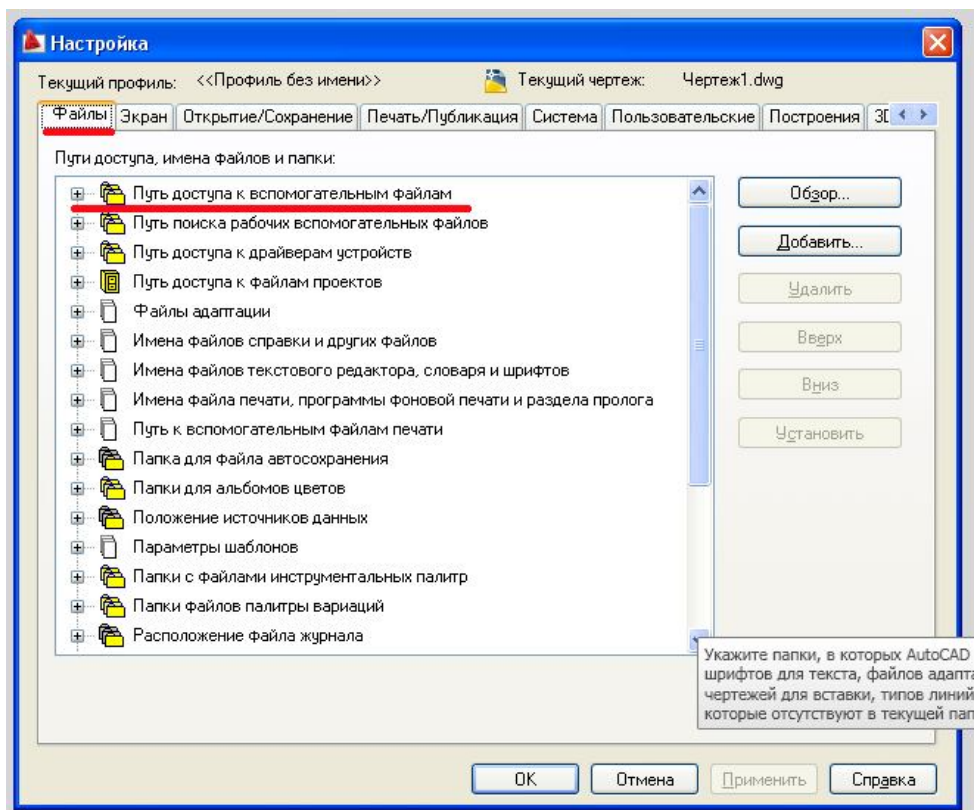 Настройка
Текущий профиль: <<Профиль без имени>> Текущий чертеж: Чертеж1.dwg
Файлы Экран Открытие/Сохранение Печать/Публикация Система Пользовательские Построения 3D
Пути доступа, имена файлов и папки:
Путь доступа к вспомогательным файлам
Путь поиска рабочих вспомогательных файлов
Путь доступа к драйверам устройств
Путь доступа к файлам проектов
Файлы адаптации
Имена файлов справки и других файлов
Имена файлов текстового редактора, словаря и шрифтов
Имена файла печати, программы фоновой печати и раздела пролога
Путь к вспомогательным файлам печати
Папка для файла автосохранения
Папки для альбомов цветов
Положение источников данных
Параметры шаблонов
Папки с файлами инструментальных палитр
Папки файлов палитры вариаций
Расположение файла журнала
Обзор...
Добавить...
Удалить
Вверх
Вниз
Установить
Укажите папки, в которых AutoCAD
шрифтов для текста, файлов адапта
чертежей для вставки, типов линий
которые отсутствуют в текущей пап
OK Отмена Применить Справка